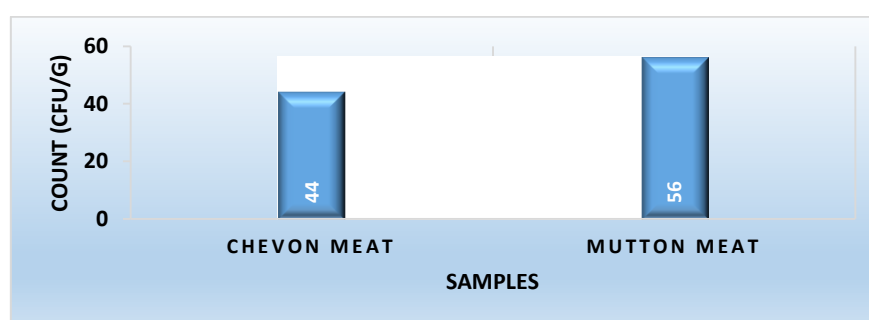 COUNT (CFU/G)
60
40
20
0
44
56
CHEVON MEAT
MUTTON MEAT
SAMPLES